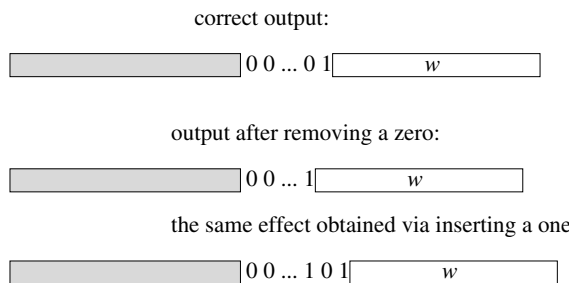 correct output:
0 0 ... 0 1 w
output after removing a zero:
0 0 ... 1 w
the same effect obtained via inserting a one
0 0 ... 1 0 1 w